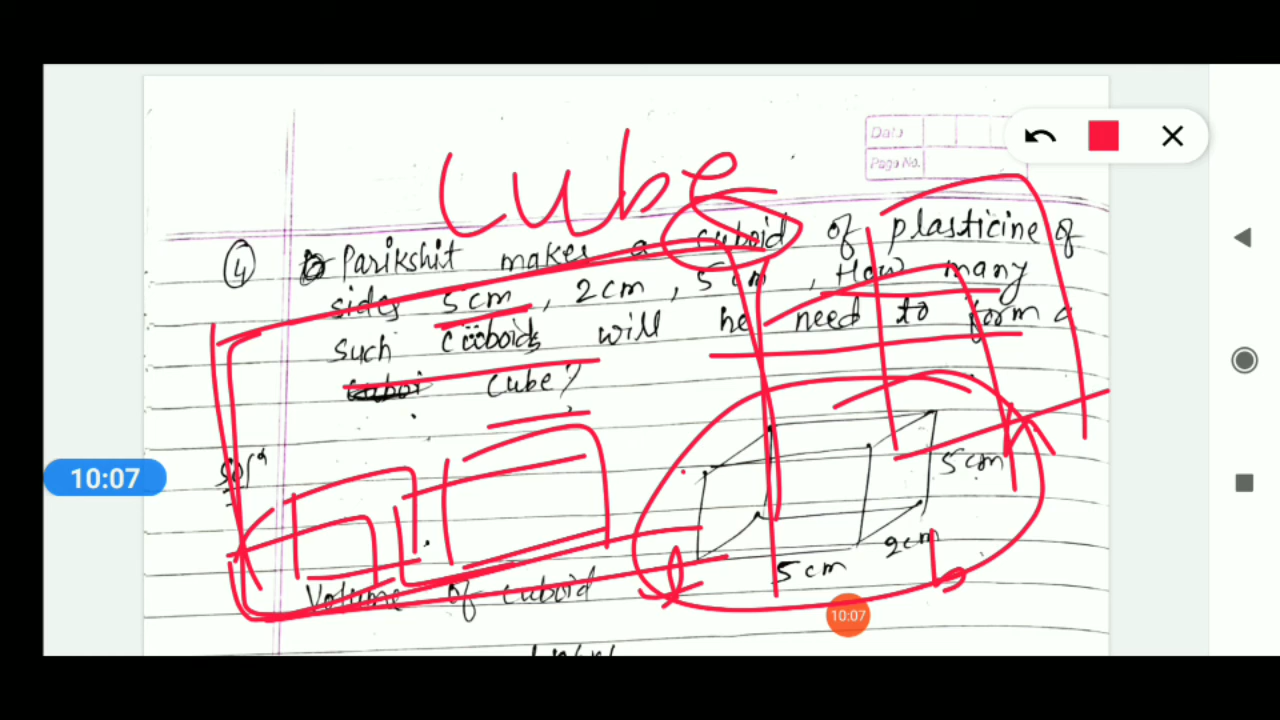 Date
Page No.
Cube
④ Parikshit makes a cuboid of plasticine of
sides 5cm, 2cm, 5cm, How many
such cuboids will he need to form a
cube?
Solⁿ
5cm
2cm
5cm
l
b
Volume of cuboid
10:07
10:07